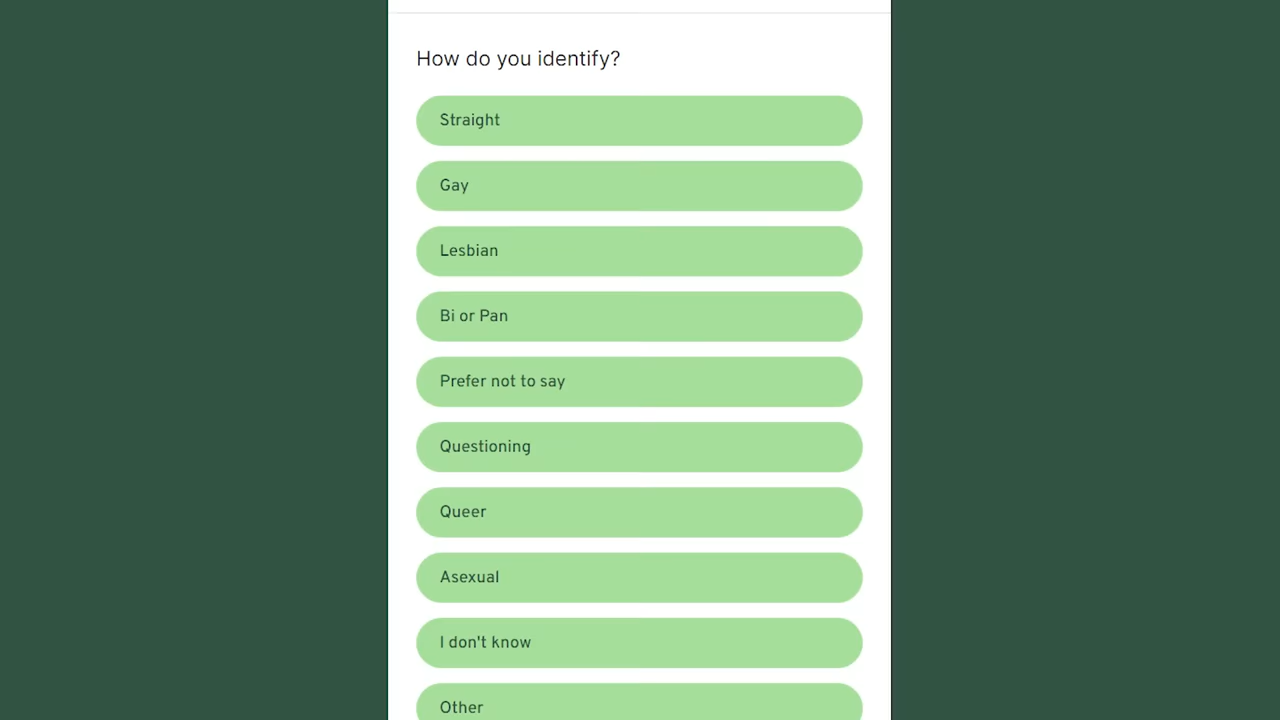 How do you identify?
Straight
Gay
Lesbian
Bi or Pan
Prefer not to say
Questioning
Queer
Asexual
I don't know
Other